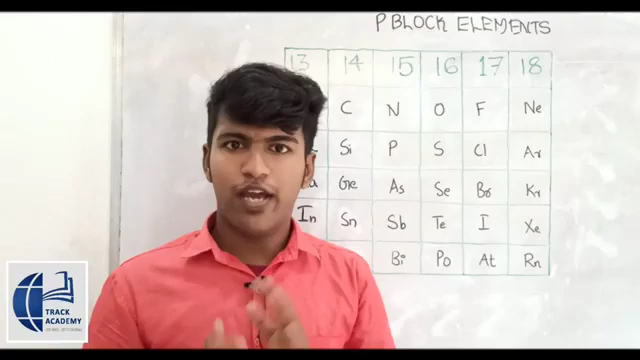 P BLOCK ELEMENTS
13 14 15 16 17 18
C N O F Ne
Si P S Cl Ar
Ge As Se Br Kr
In Sn Sb Te I Xe
Bi Po At Rn
TRACK
ACADEMY